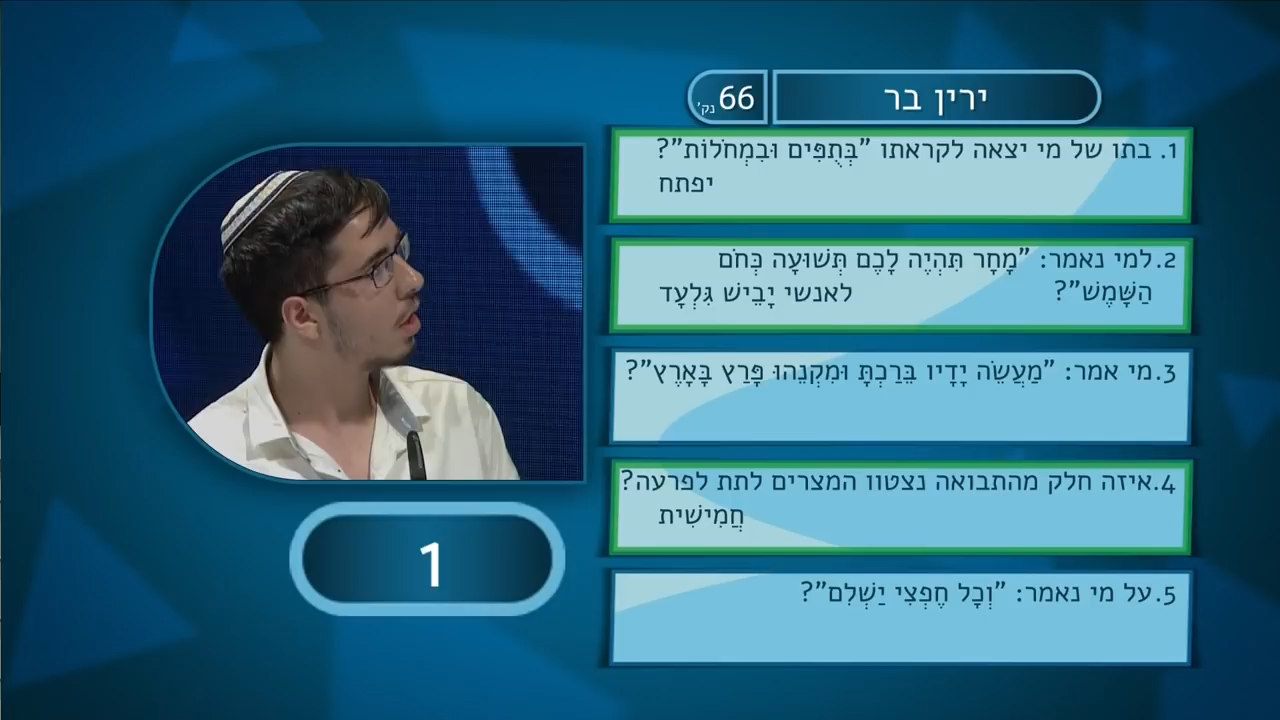 ירין בר
66 נק'
1. בתו של מי יצאה לקראתו "בְּתֻפִּים וּבִמְחֹלוֹת"?
יפתח
2.למי נאמר: "מָחָר תִּהְיֶה לָכֶם תְּשׁוּעָה כְּחֹם
הַשָּׁמֶשׁ"? לאנשי יָבֵישׁ גִּלְעָד
3.מי אמר: "מַעֲשֵׂה יָדָיו בֵּרַכְתָּ וּמִקְנֵהוּ פָּרַץ בָּאָרֶץ"?
4.איזה חלק מהתבואה נצטוו המצרים לתת לפרעה?
חֲמִישִׁית
5.על מי נאמר: "וְכָל חֶפְצִי יַשְׁלִם"?
1